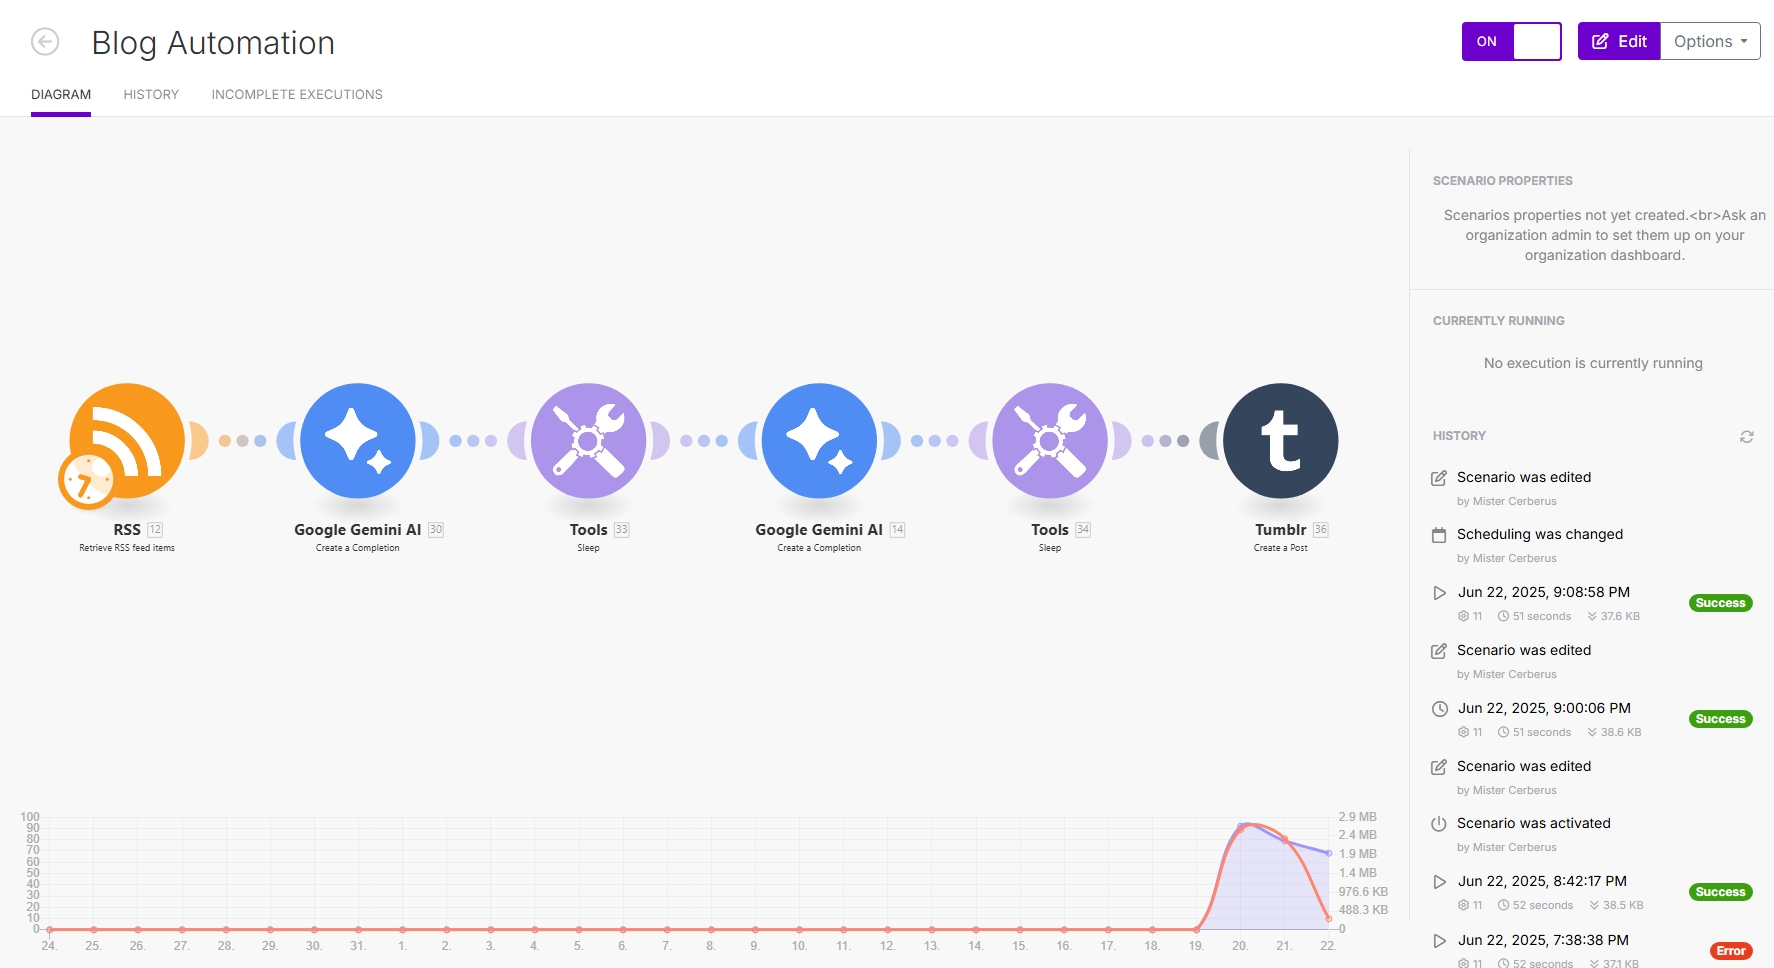 Blog Automation
ON
Edit
Options
DIAGRAM
HISTORY
INCOMPLETE EXECUTIONS
RSS 12
Retrieve RSS feed items
Google Gemini AI 30
Create a Completion
Tools 33
Sleep
Google Gemini AI 14
Create a Completion
Tools 34
Sleep
t
Tumblr 36
Create a Post
100
90
80
70
60
50
40
30
20
10
0
2.9 MB
2.4 MB
1.9 MB
1.4 MB
976.6 KB
488.3 KB
0
24. 25. 26. 27. 28. 29. 30. 31. 1. 2. 3. 4. 5. 6. 7. 8. 9. 10. 11. 12. 13. 14. 15. 16. 17. 18. 19. 20. 21. 22.
SCENARIO PROPERTIES
Scenarios properties not yet created.<br>Ask an
organization admin to set them up on your
organization dashboard.
CURRENTLY RUNNING
No execution is currently running
HISTORY
Scenario was edited
by Mister Cerberus
Scheduling was changed
by Mister Cerberus
Jun 22, 2025, 9:08:58 PM
Success
11 51 seconds 37.6 KB
Scenario was edited
by Mister Cerberus
Jun 22, 2025, 9:00:06 PM
Success
11 51 seconds 38.6 KB
Scenario was edited
by Mister Cerberus
Scenario was activated
by Mister Cerberus
Jun 22, 2025, 8:42:17 PM
Success
11 52 seconds 38.5 KB
Jun 22, 2025, 7:38:38 PM
Error
11 52 seconds 37.1 KB